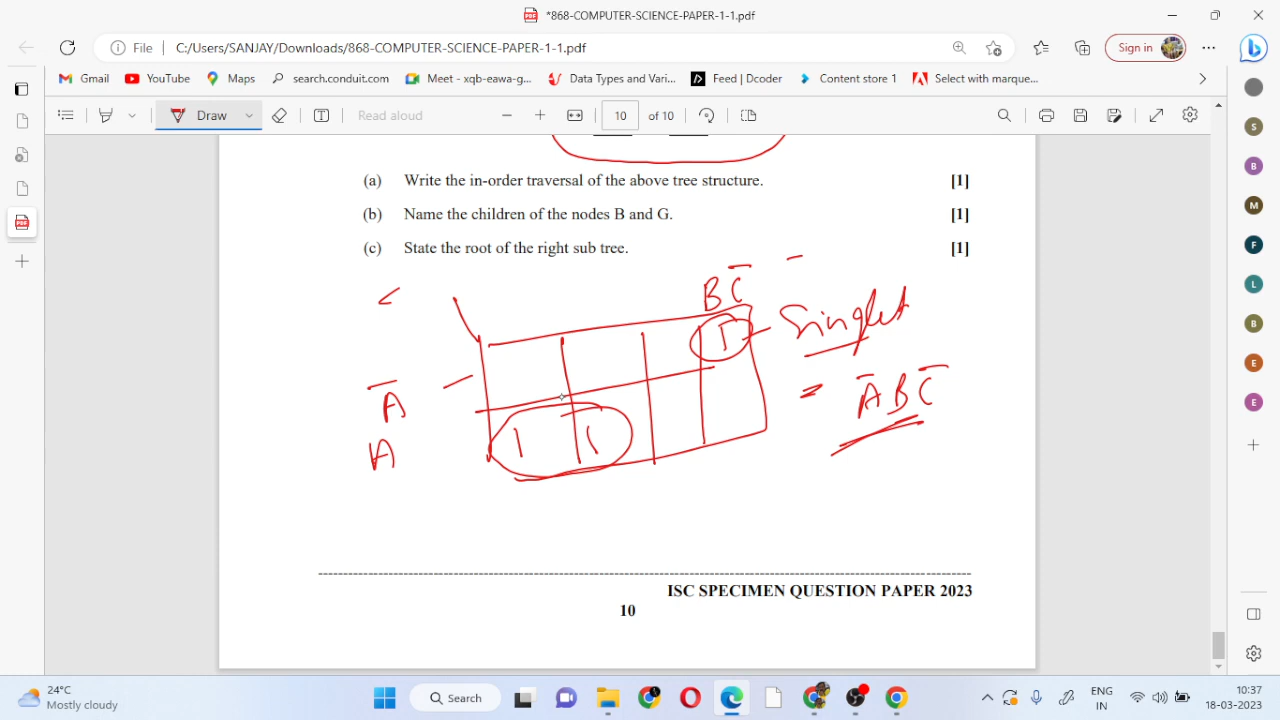 *868-COMPUTER-SCIENCE-PAPER-1-1.pdf
File
C:/Users/SANJAY/Downloads/868-COMPUTER-SCIENCE-PAPER-1-1.pdf
Sign in
Gmail
YouTube
Maps
search.conduit.com
Meet - xqb-eawa-g...
Data Types and Vari...
Feed | Dcoder
Content store 1
Select with marque...
Draw
Read aloud
10 of 10
(a) Write the in-order traversal of the above tree structure. [1]
(b) Name the children of the nodes B and G. [1]
(c) State the root of the right sub tree. [1]
BC̅
1 Singlet
A̅
= A̅BC̅
A
1 1
ISC SPECIMEN QUESTION PAPER 2023
10
S
B
M
F
L
B
E
E
24°C
Mostly cloudy
Search
ENG
IN
10:37
18-03-2023